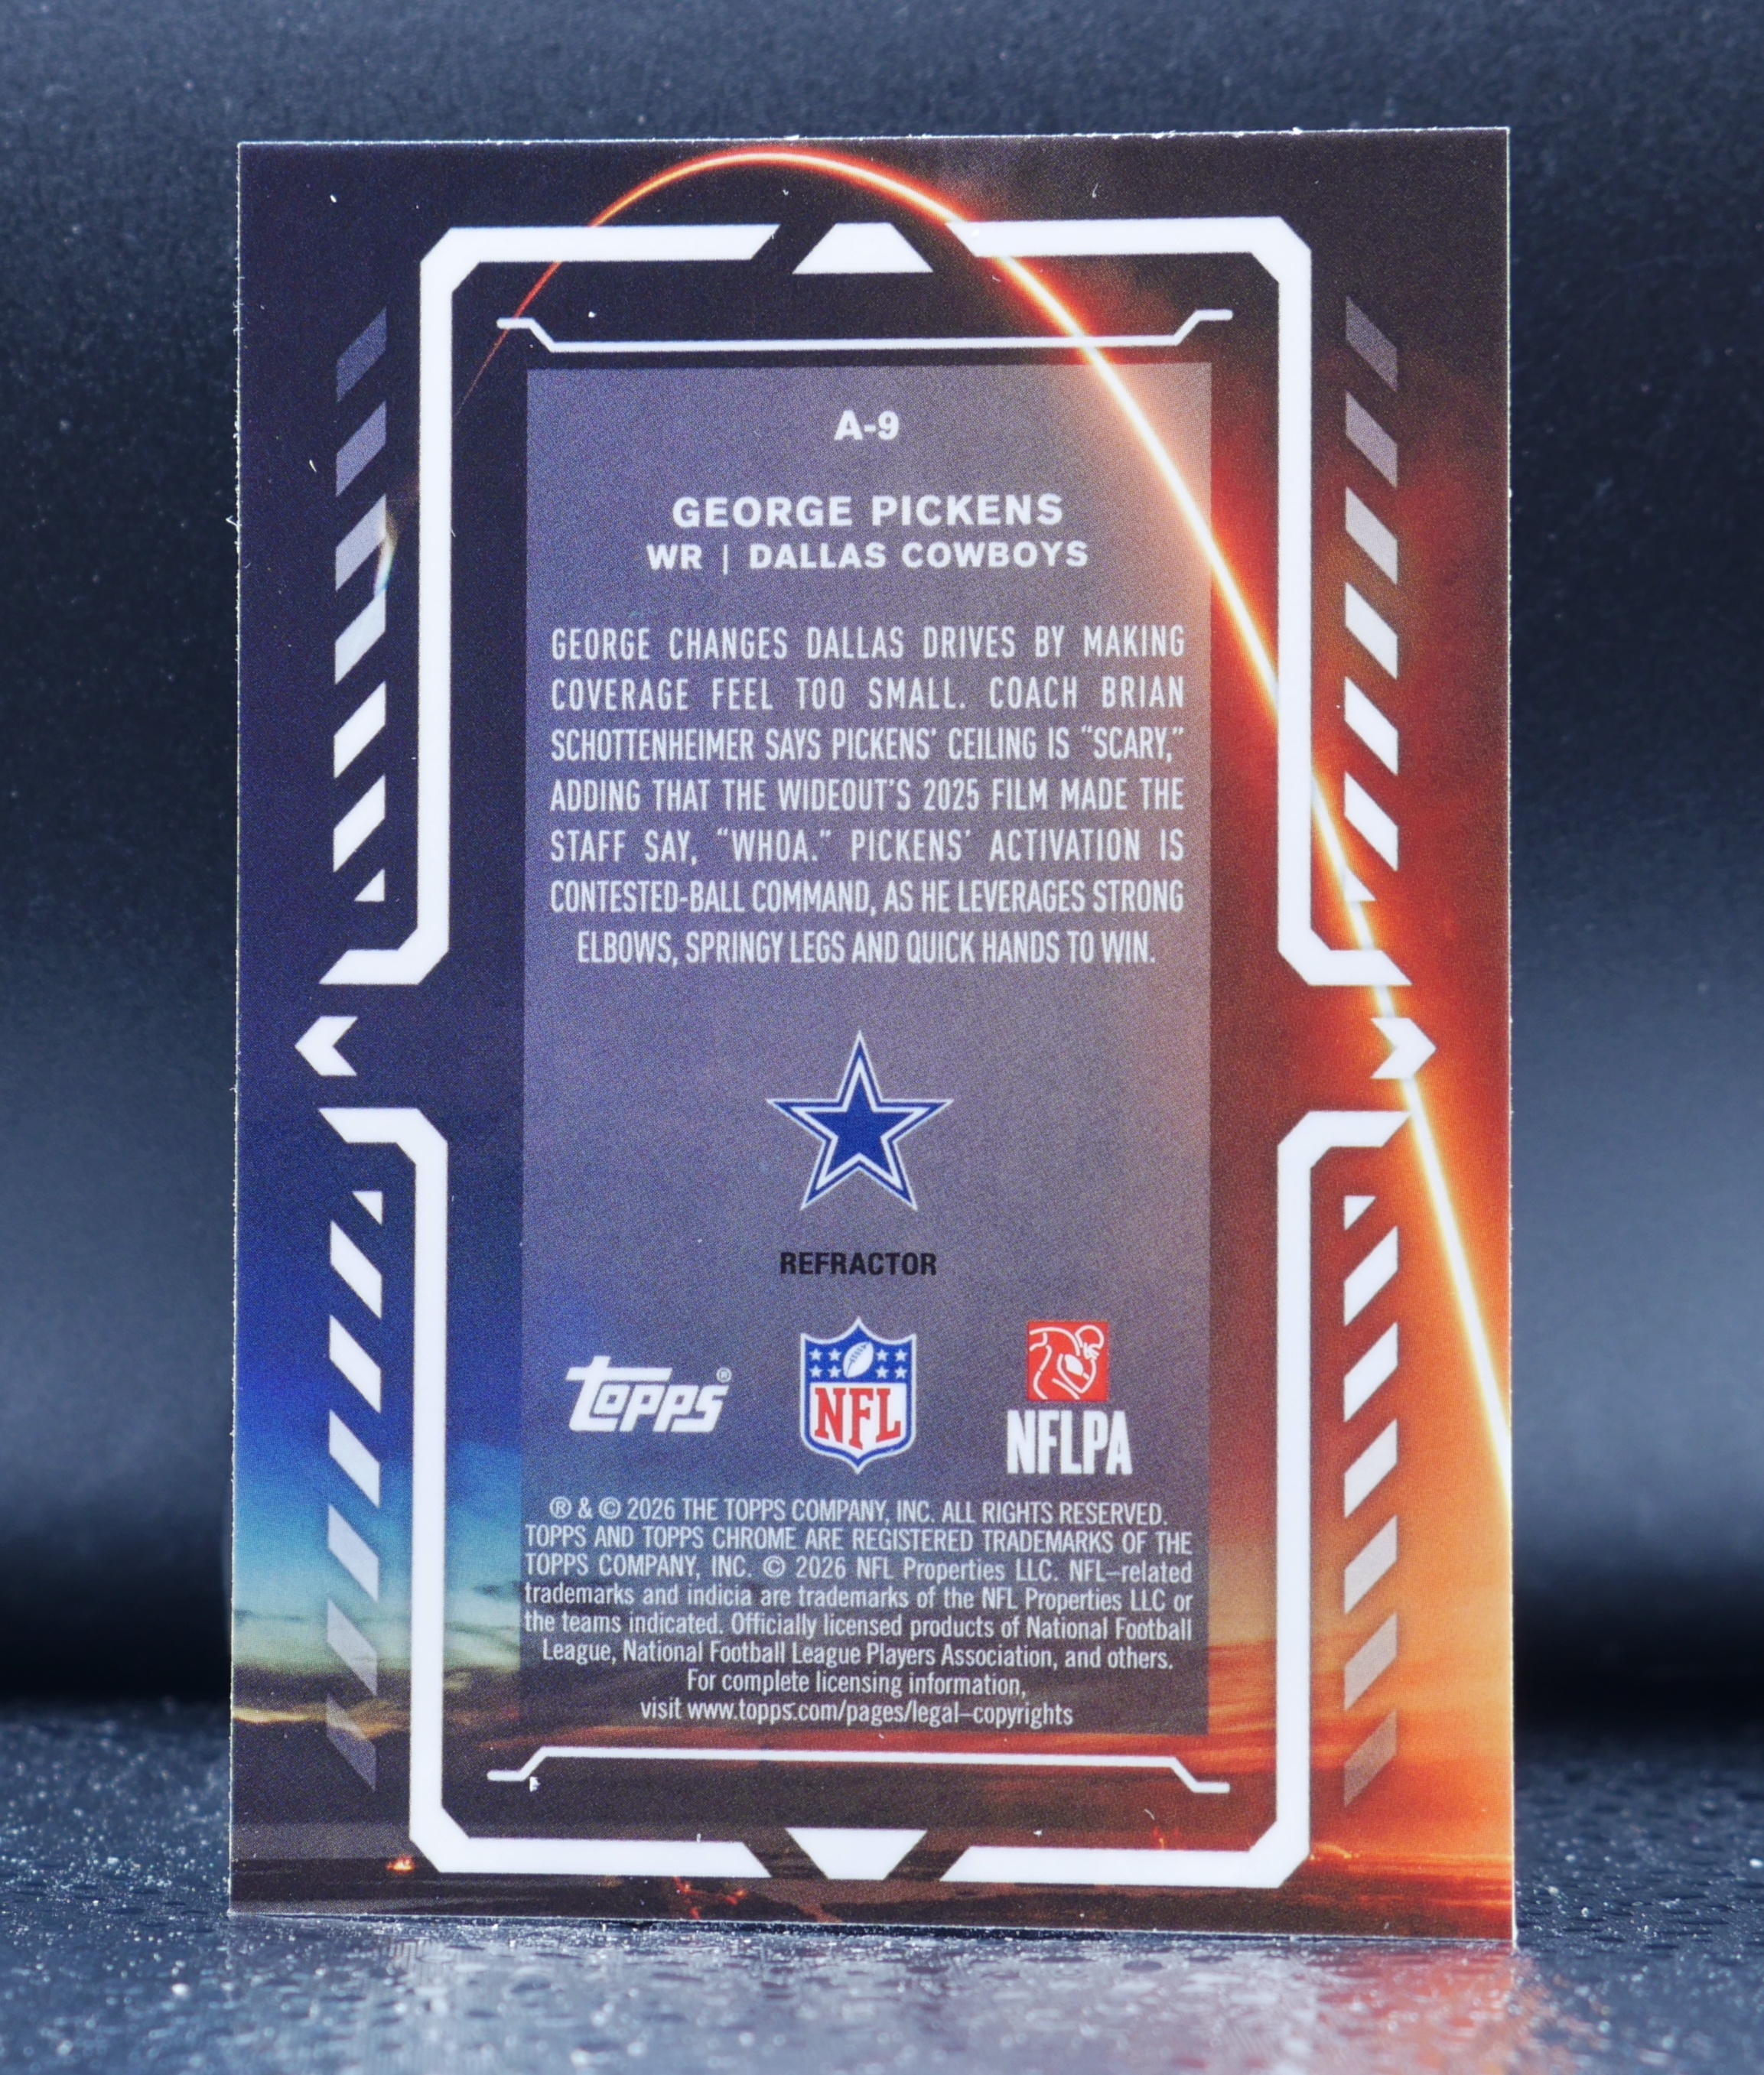 A-9
GEORGE PICKENS
WR | DALLAS COWBOYS
GEORGE CHANGES DALLAS DRIVES BY MAKING
COVERAGE FEEL TOO SMALL. COACH BRIAN
SCHOTTENHEIMER SAYS PICKENS' CEILING IS “SCARY,”
ADDING THAT THE WIDEOUT'S 2025 FILM MADE THE
STAFF SAY, “WHOA.” PICKENS' ACTIVATION IS
CONTESTED-BALL COMMAND, AS HE LEVERAGES STRONG
ELBOWS, SPRINGY LEGS AND QUICK HANDS TO WIN.
REFRACTOR
topps®
NFL
NFLPA
® & © 2026 THE TOPPS COMPANY, INC. ALL RIGHTS RESERVED.
TOPPS AND TOPPS CHROME ARE REGISTERED TRADEMARKS OF THE
TOPPS COMPANY, INC. © 2026 NFL Properties LLC. NFL–related
trademarks and indicia are trademarks of the NFL Properties LLC or
the teams indicated. Officially licensed products of National Football
League, National Football League Players Association, and others.
For complete licensing information,
visit www.topps.com/pages/legal–copyrights